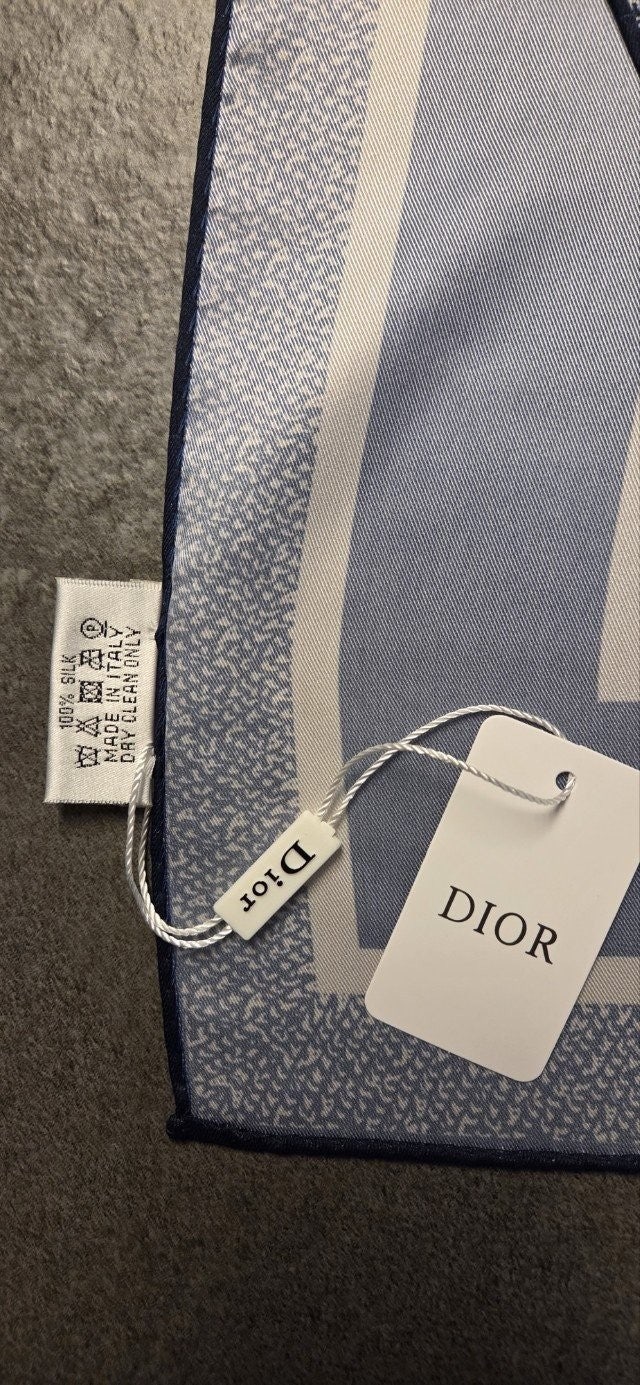 100% SILK
MADE IN ITALY
DRY CLEAN ONLY
Dior
DIOR